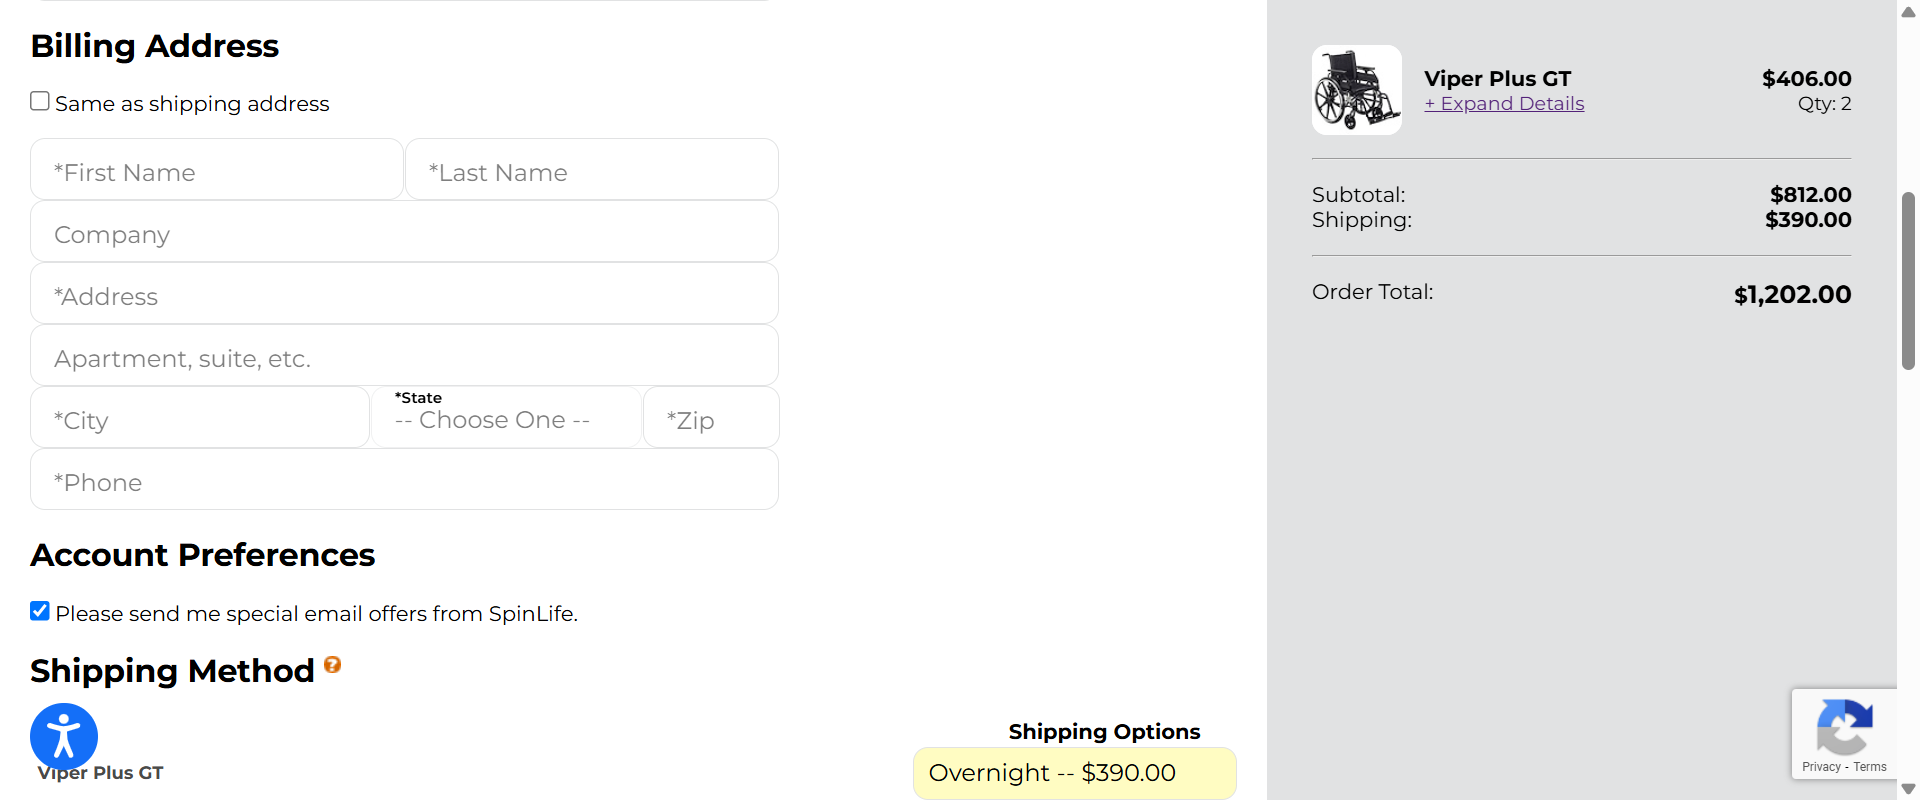 Billing Address
Same as shipping address
*First Name
*Last Name
Company
*Address
Apartment, suite, etc.
*City
*State
-- Choose One --
*Zip
*Phone
Account Preferences
Please send me special email offers from SpinLife.
Shipping Method ?
Shipping Options
Viper Plus GT
Overnight -- $390.00
Viper Plus GT
$406.00
+ Expand Details
Qty: 2
Subtotal:
$812.00
Shipping:
$390.00
Order Total:
$1,202.00
Privacy - Terms